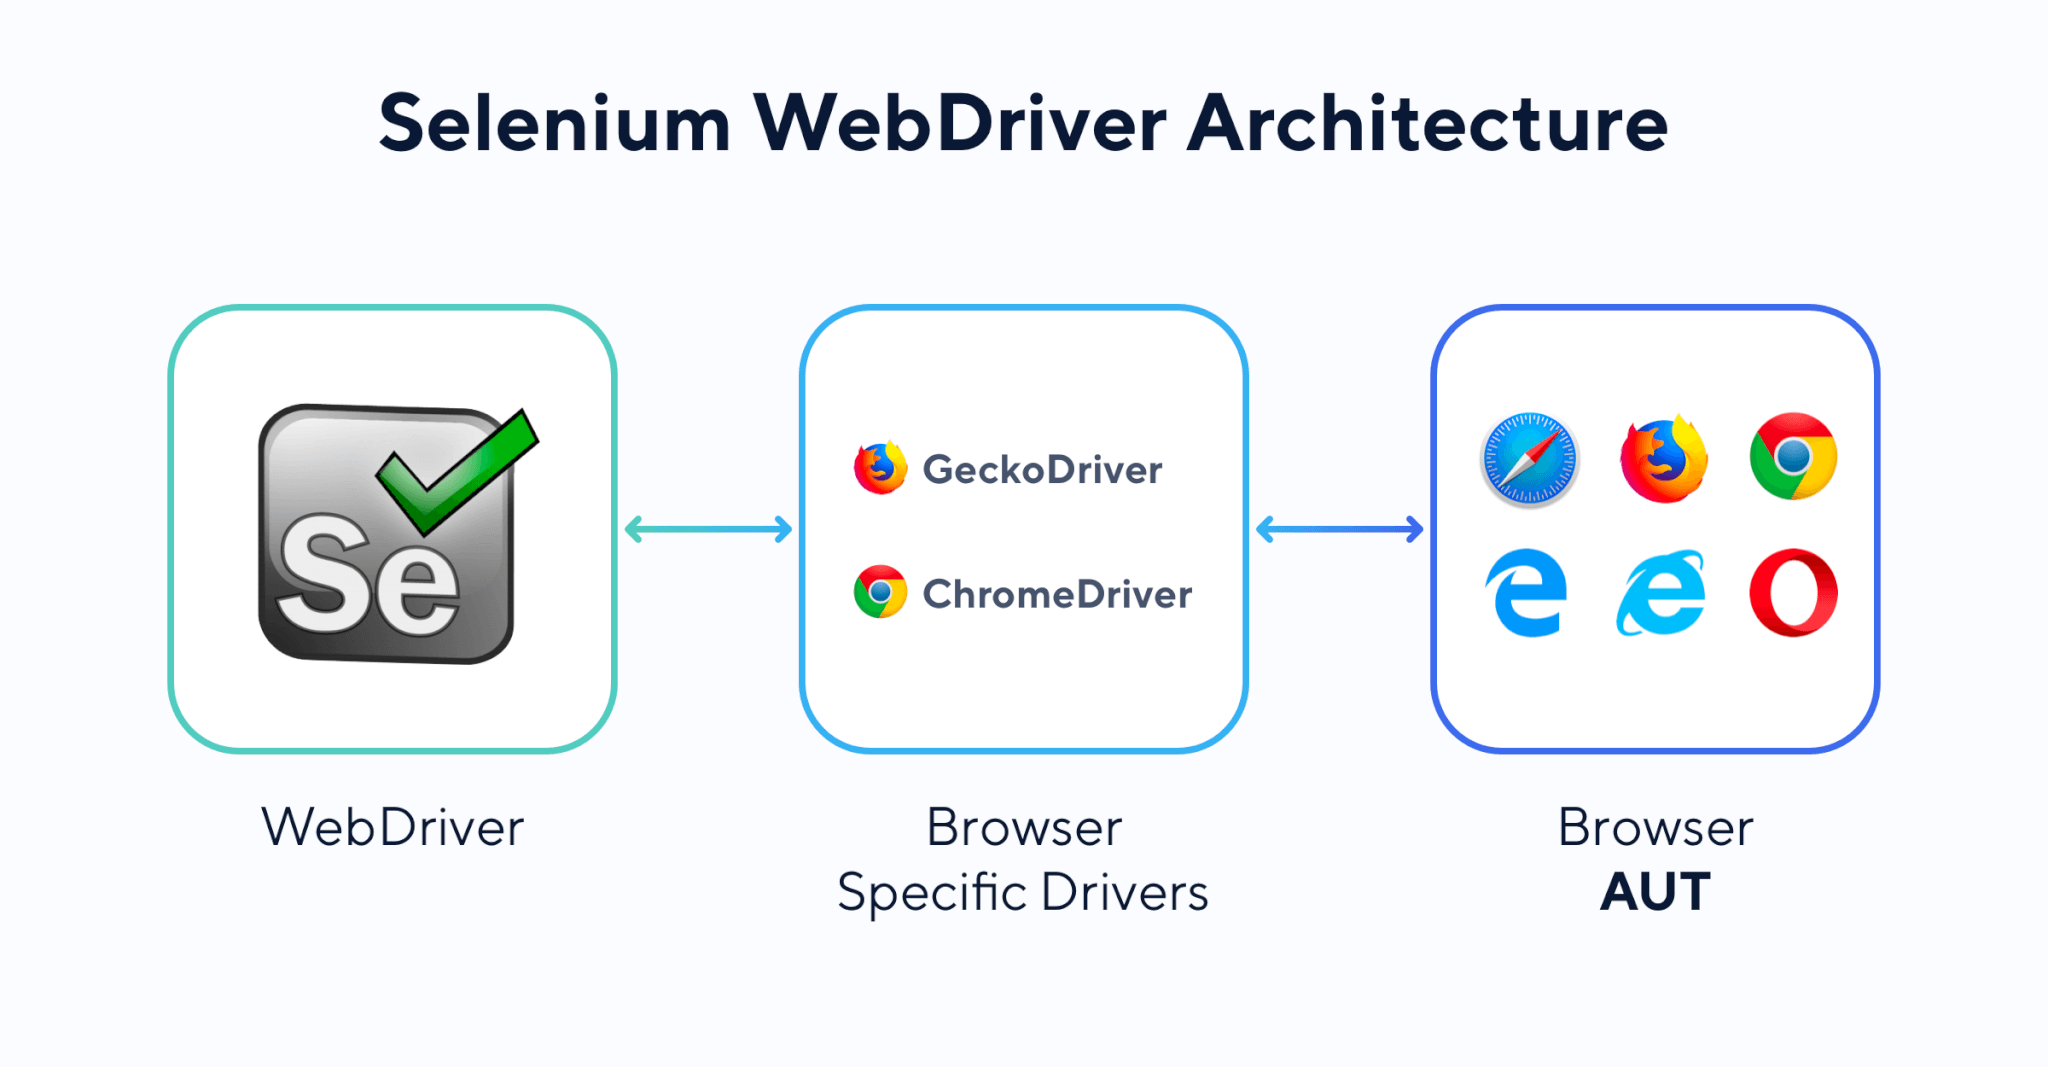 Selenium WebDriver Architecture
Se
GeckoDriver
ChromeDriver
WebDriver
Browser
Specific Drivers
Browser
AUT